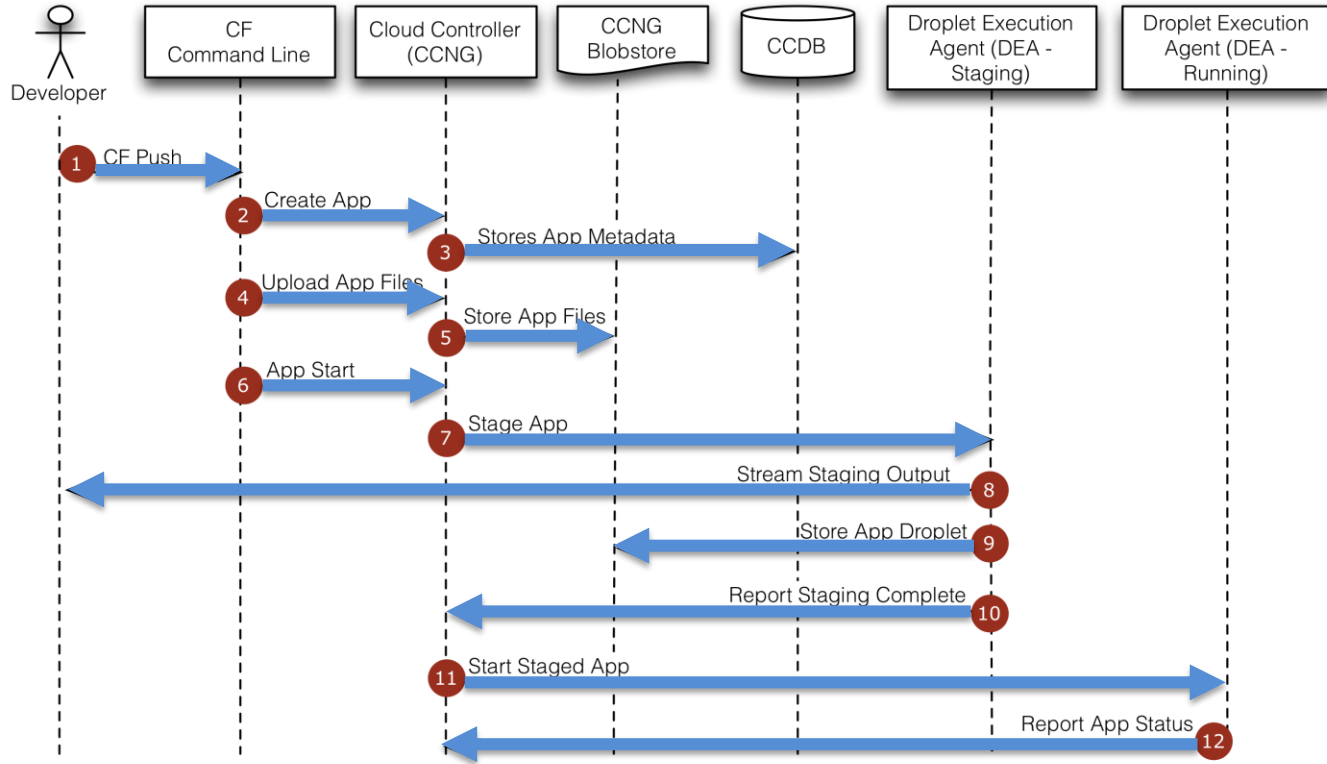 Developer
CF
Command Line
Cloud Controller
(CCNG)
CCNG
Blobstore
CCDB
Droplet Execution
Agent (DEA -
Staging)
Droplet Execution
Agent (DEA -
Running)
1 CF Push
2 Create App
3 Stores App Metadata
4 Upload App Files
5 Store App Files
6 App Start
7 Stage App
Stream Staging Output 8
Store App Droplet 9
Report Staging Complete 10
11 Start Staged App
Report App Status 12